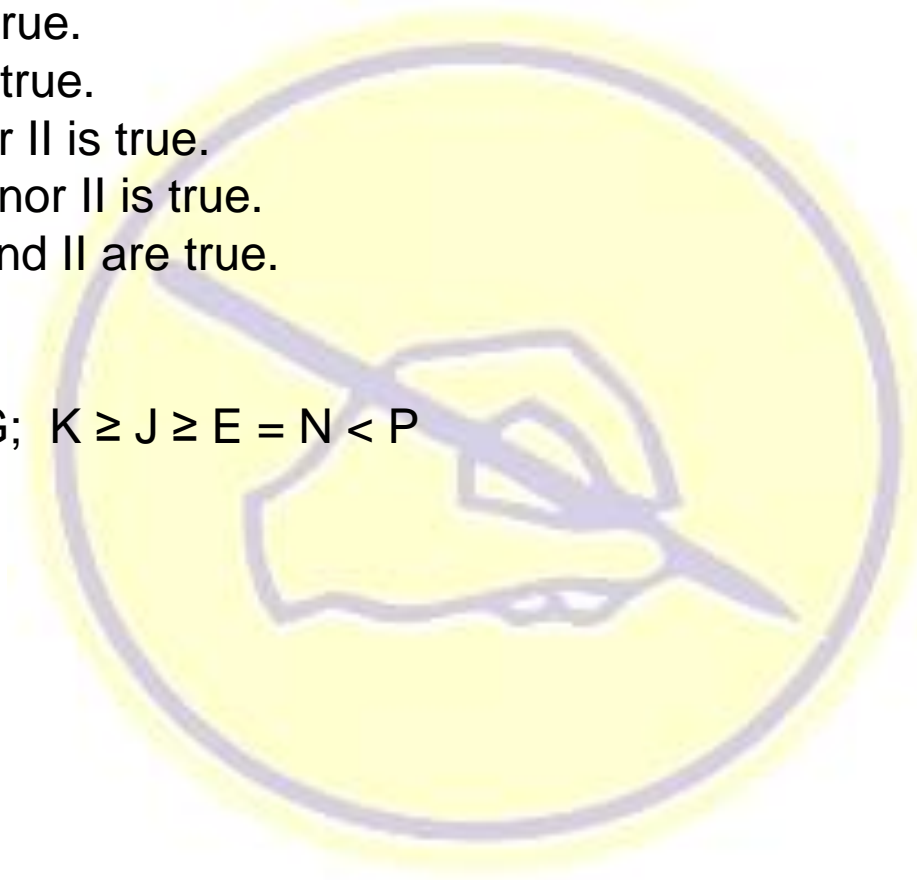 rue.
true.
r II is true.
nor II is true.
nd II are true.
G; K ≥ J ≥ E = N < P